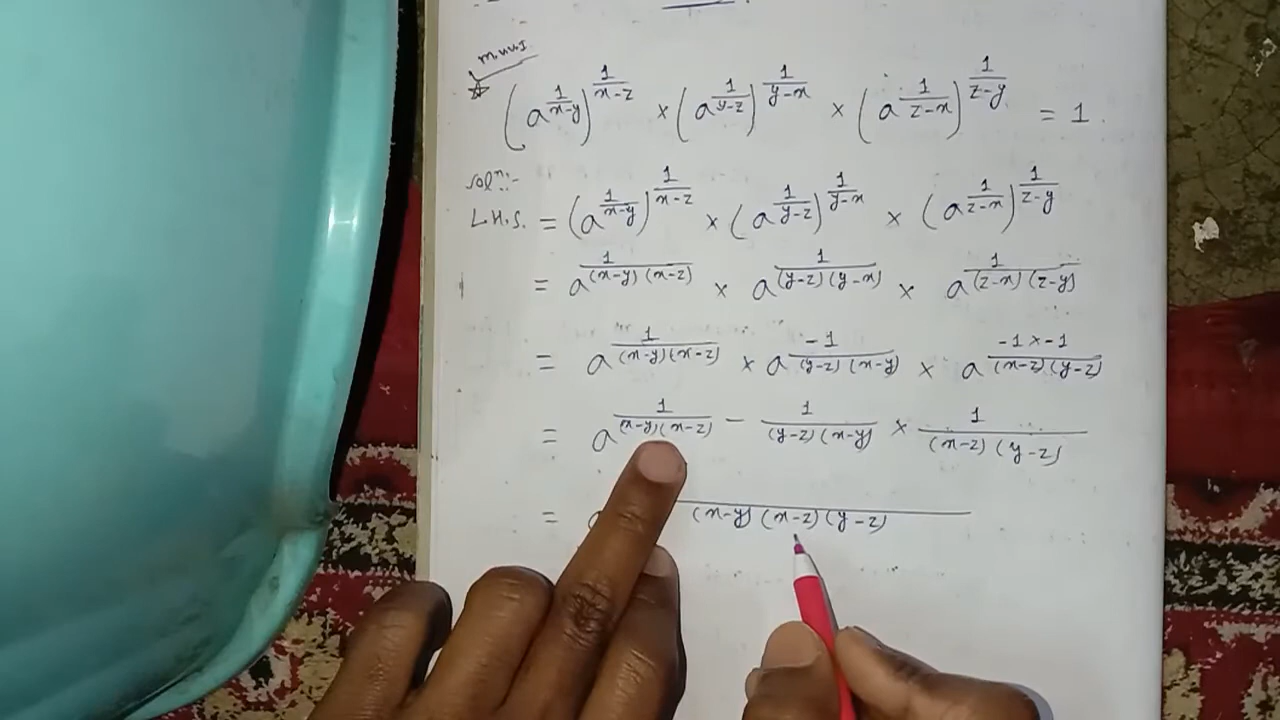 m.v.v.I
(a^{1/(x-y)})^{1/(x-z)} × (a^{1/(y-z)})^{1/(y-x)} × (a^{1/(z-x)})^{1/(z-y)} = 1.
solⁿ:-
L.H.S. = (a^{1/(x-y)})^{1/(x-z)} × (a^{1/(y-z)})^{1/(y-x)} × (a^{1/(z-x)})^{1/(z-y)}
= a^{1/(x-y)(x-z)} × a^{1/(y-z)(y-x)} × a^{1/(z-x)(z-y)}
= a^{1/(x-y)(x-z)} × a^{-1/(y-z)(x-y)} × a^{-1×-1/(x-z)(y-z)}
= a^{1/(x-y)(x-z) - 1/(y-z)(x-y) × 1/(x-z)(y-z)}
= (x-y)(x-z)(y-z)